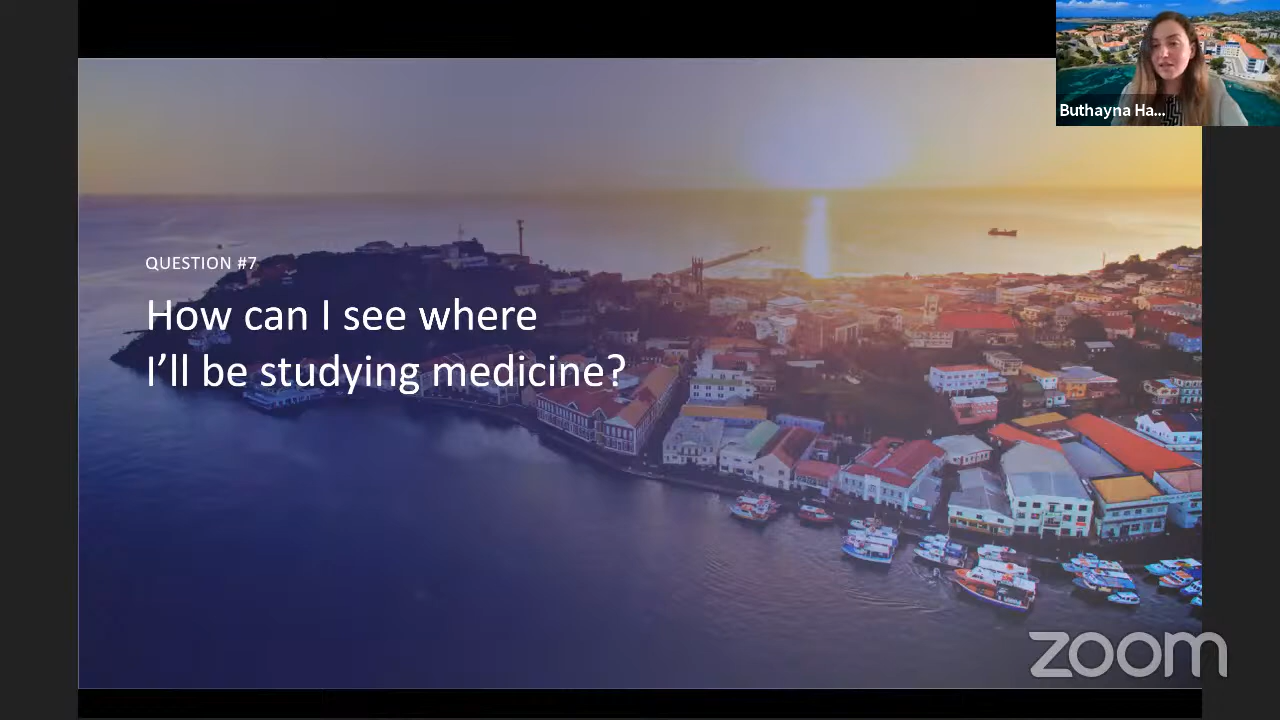 Buthayna Ha...
QUESTION #7
How can I see where
I'll be studying medicine?
zoom